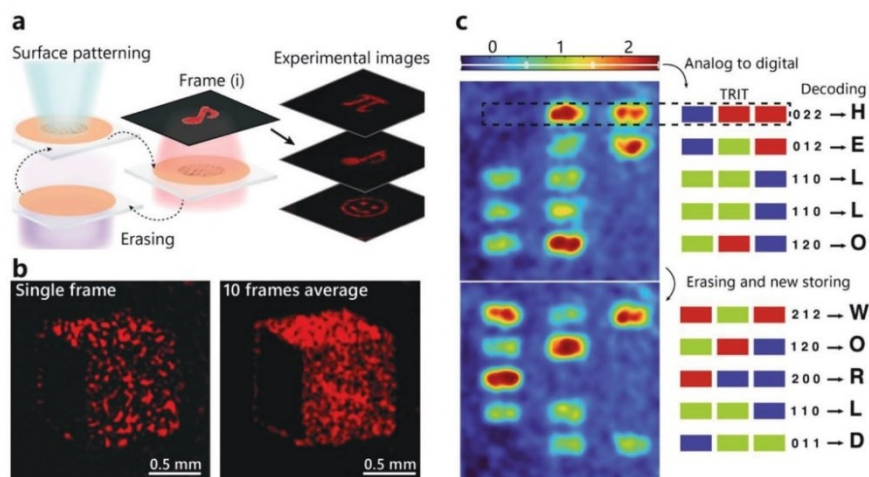 a
Surface patterning
Frame (i)
Experimental images
Erasing
b
Single frame
0.5 mm
10 frames average
0.5 mm
c
0 1 2
Analog to digital
TRIT
Decoding
022 → H
012 → E
110 → L
110 → L
120 → O
Erasing and new storing
212 → W
120 → O
200 → R
110 → L
011 → D